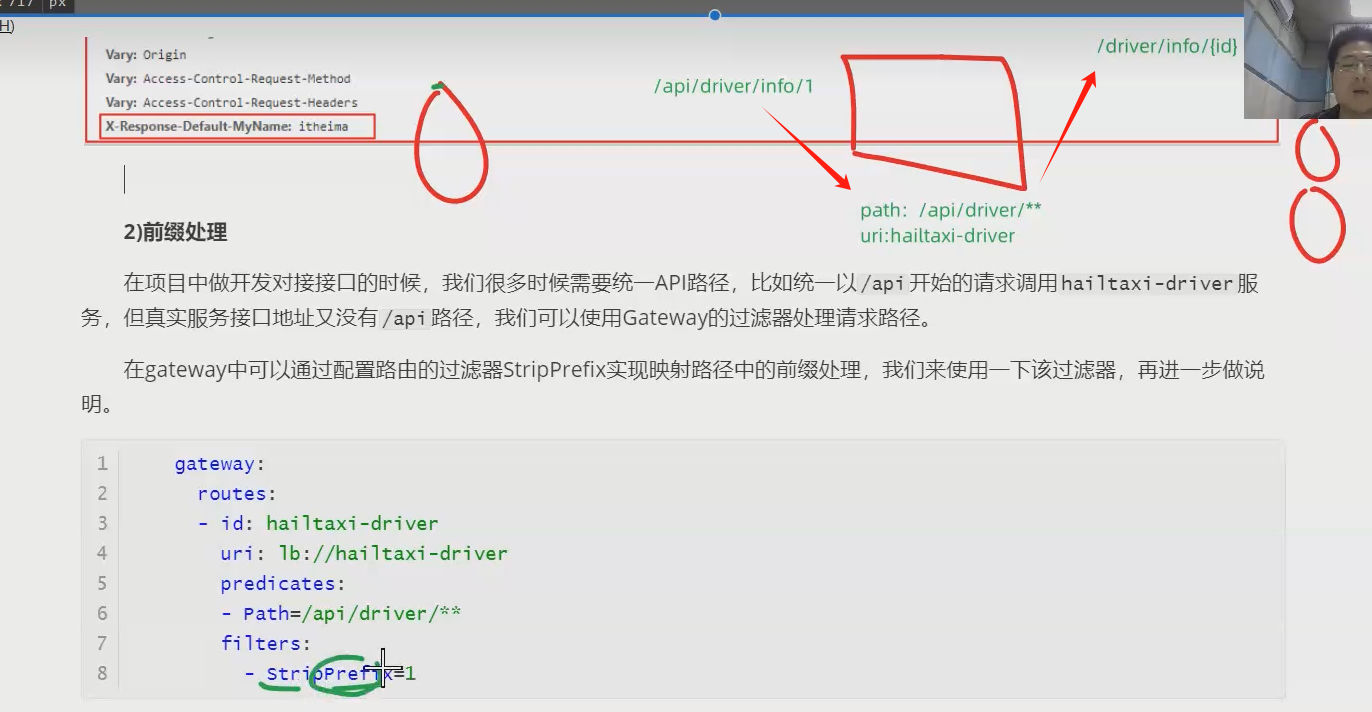 717 px
H)
Vary: Origin
Vary: Access-Control-Request-Method
Vary: Access-Control-Request-Headers
X-Response-Default-MyName: itheima
/api/driver/info/1
/driver/info/{id}
path: /api/driver/**
uri:hailtaxi-driver
2)前缀处理
在项目中做开发对接接口的时候，我们很多时候需要统一API路径，比如统一以/api开始的请求调用hailtaxi-driver服
务，但真实服务接口地址又没有/api路径，我们可以使用Gateway的过滤器处理请求路径。
在gateway中可以通过配置路由的过滤器StripPrefix实现映射路径中的前缀处理，我们来使用一下该过滤器，再进一步做说
明。
1 gateway:
2 routes:
3 - id: hailtaxi-driver
4 uri: lb://hailtaxi-driver
5 predicates:
6 - Path=/api/driver/**
7 filters:
8 - StripPrefix=1